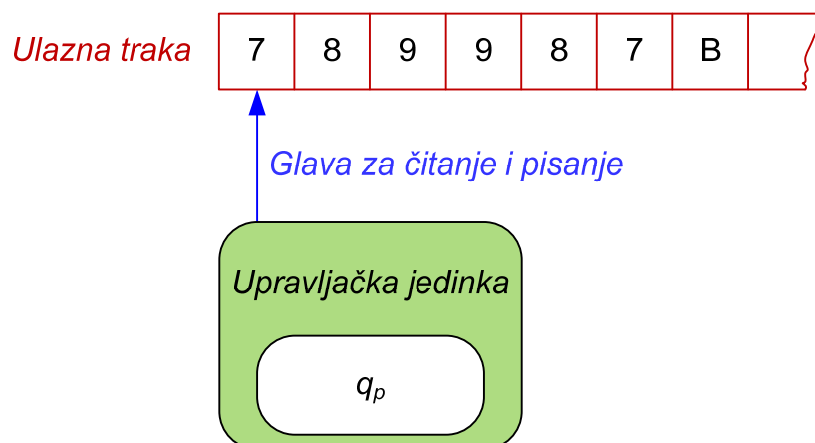 Ulazna traka 7 8 9 9 8 7 B
Glava za čitanje i pisanje
Upravljačka jedinka
qₚ